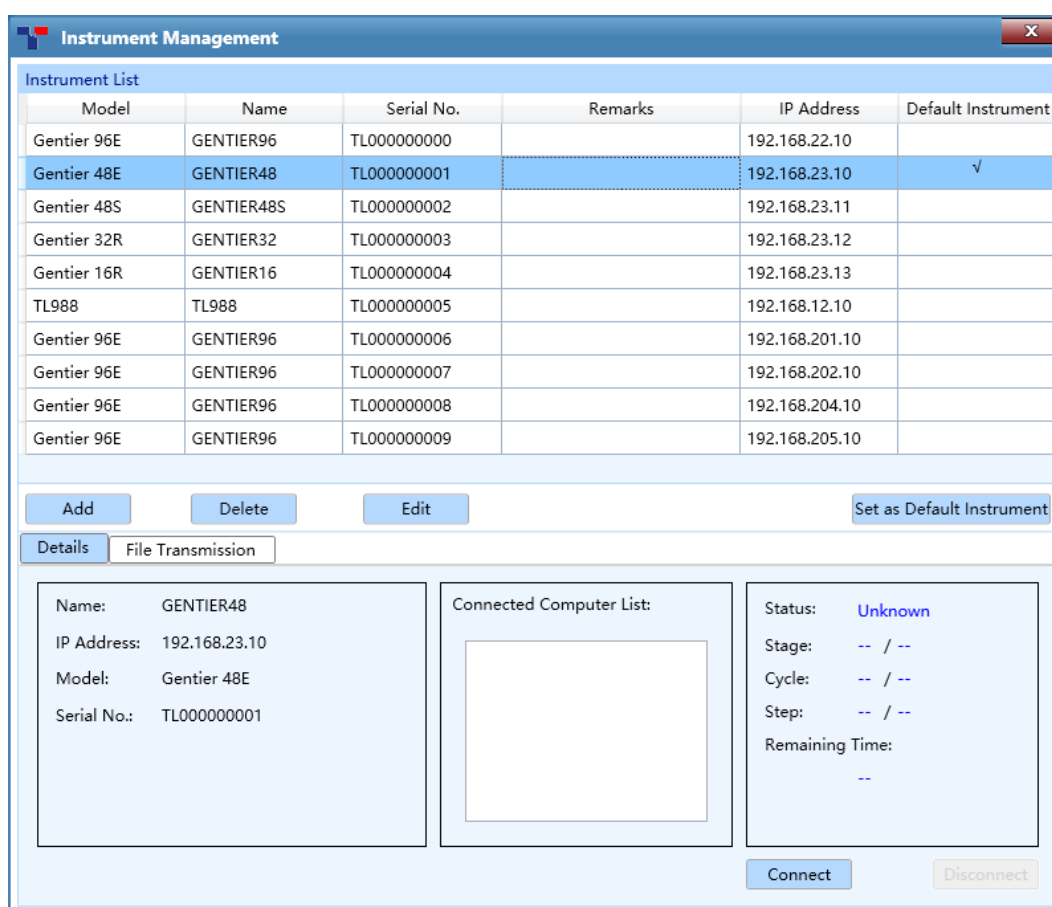 Instrument Management
X
Instrument List
Model Name Serial No. Remarks IP Address Default Instrument
Gentier 96E GENTIER96 TL000000000 192.168.22.10
Gentier 48E GENTIER48 TL000000001 192.168.23.10 √
Gentier 48S GENTIER48S TL000000002 192.168.23.11
Gentier 32R GENTIER32 TL000000003 192.168.23.12
Gentier 16R GENTIER16 TL000000004 192.168.23.13
TL988 TL988 TL000000005 192.168.12.10
Gentier 96E GENTIER96 TL000000006 192.168.201.10
Gentier 96E GENTIER96 TL000000007 192.168.202.10
Gentier 96E GENTIER96 TL000000008 192.168.204.10
Gentier 96E GENTIER96 TL000000009 192.168.205.10
Add Delete Edit Set as Default Instrument
Details File Transmission
Name: GENTIER48
IP Address: 192.168.23.10
Model: Gentier 48E
Serial No.: TL000000001
Connected Computer List:
Status: Unknown
Stage: -- / --
Cycle: -- / --
Step: -- / --
Remaining Time:
--
Connect Disconnect